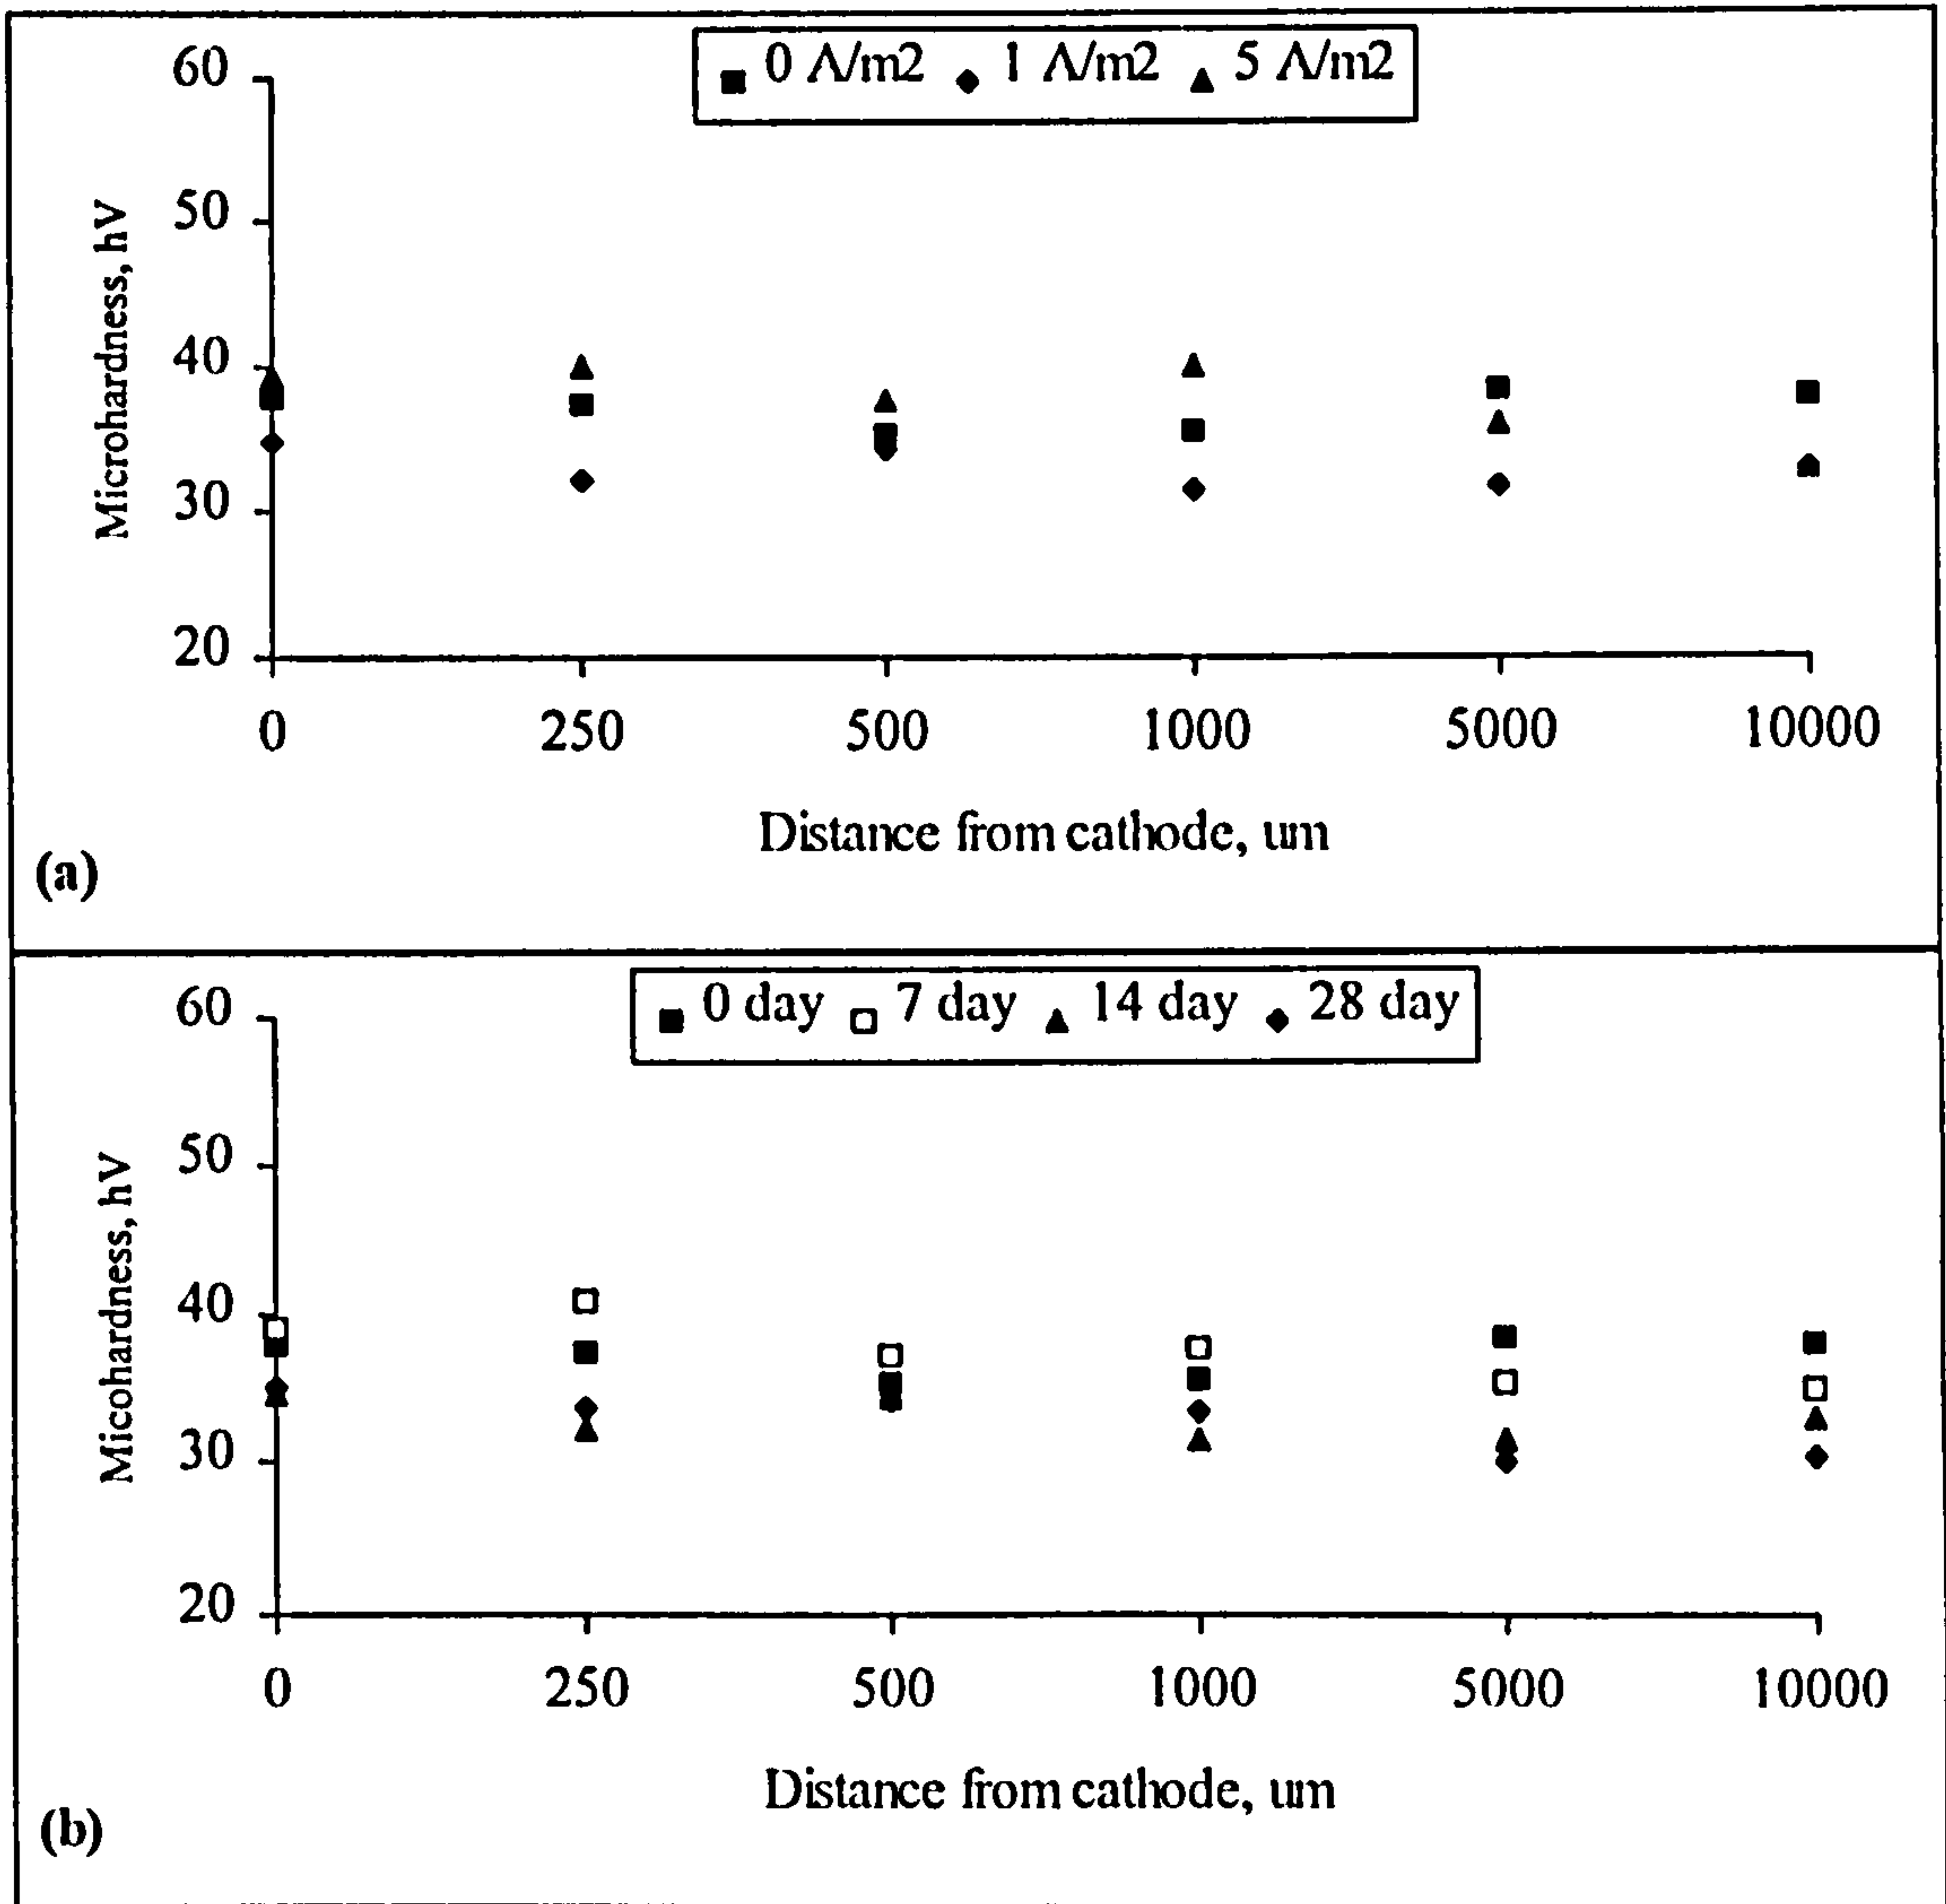 0 A/m2 1 A/m2 5 A/m2
60
50
40
30
20
Microhardness, hV
0 250 500 1000 5000 10000
Distance from cathode, um
(a)
0 day 7 day 14 day 28 day
60
50
40
30
20
Micohardness, hV
0 250 500 1000 5000 10000
Distance from cathode, um
(b)